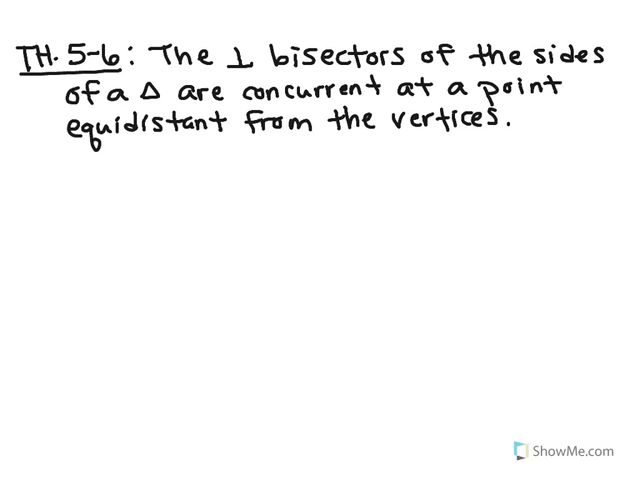 TH. 5-6: The ⊥ bisectors of the sides
of a Δ are concurrent at a point
equidistant from the vertices.
ShowMe.com